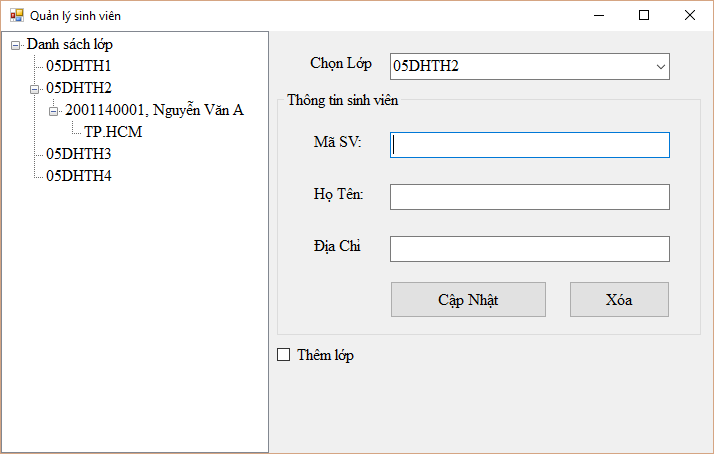 Quản lý sinh viên
Danh sách lớp
05DHTH1
05DHTH2
2001140001, Nguyễn Văn A
TP.HCM
05DHTH3
05DHTH4
Chọn Lớp
05DHTH2
Thông tin sinh viên
Mã SV:
Họ Tên:
Địa Chỉ
Cập Nhật
Xóa
Thêm lớp